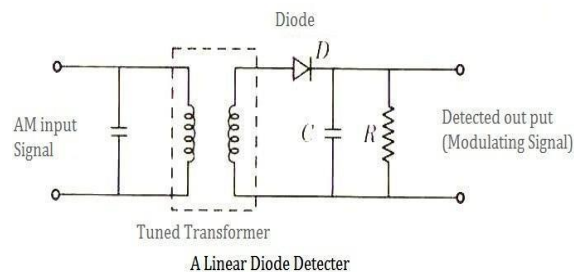 Diode
D
AM input
Signal
C
R
Detected out put
(Modulating Signal)
Tuned Transformer
A Linear Diode Detecter